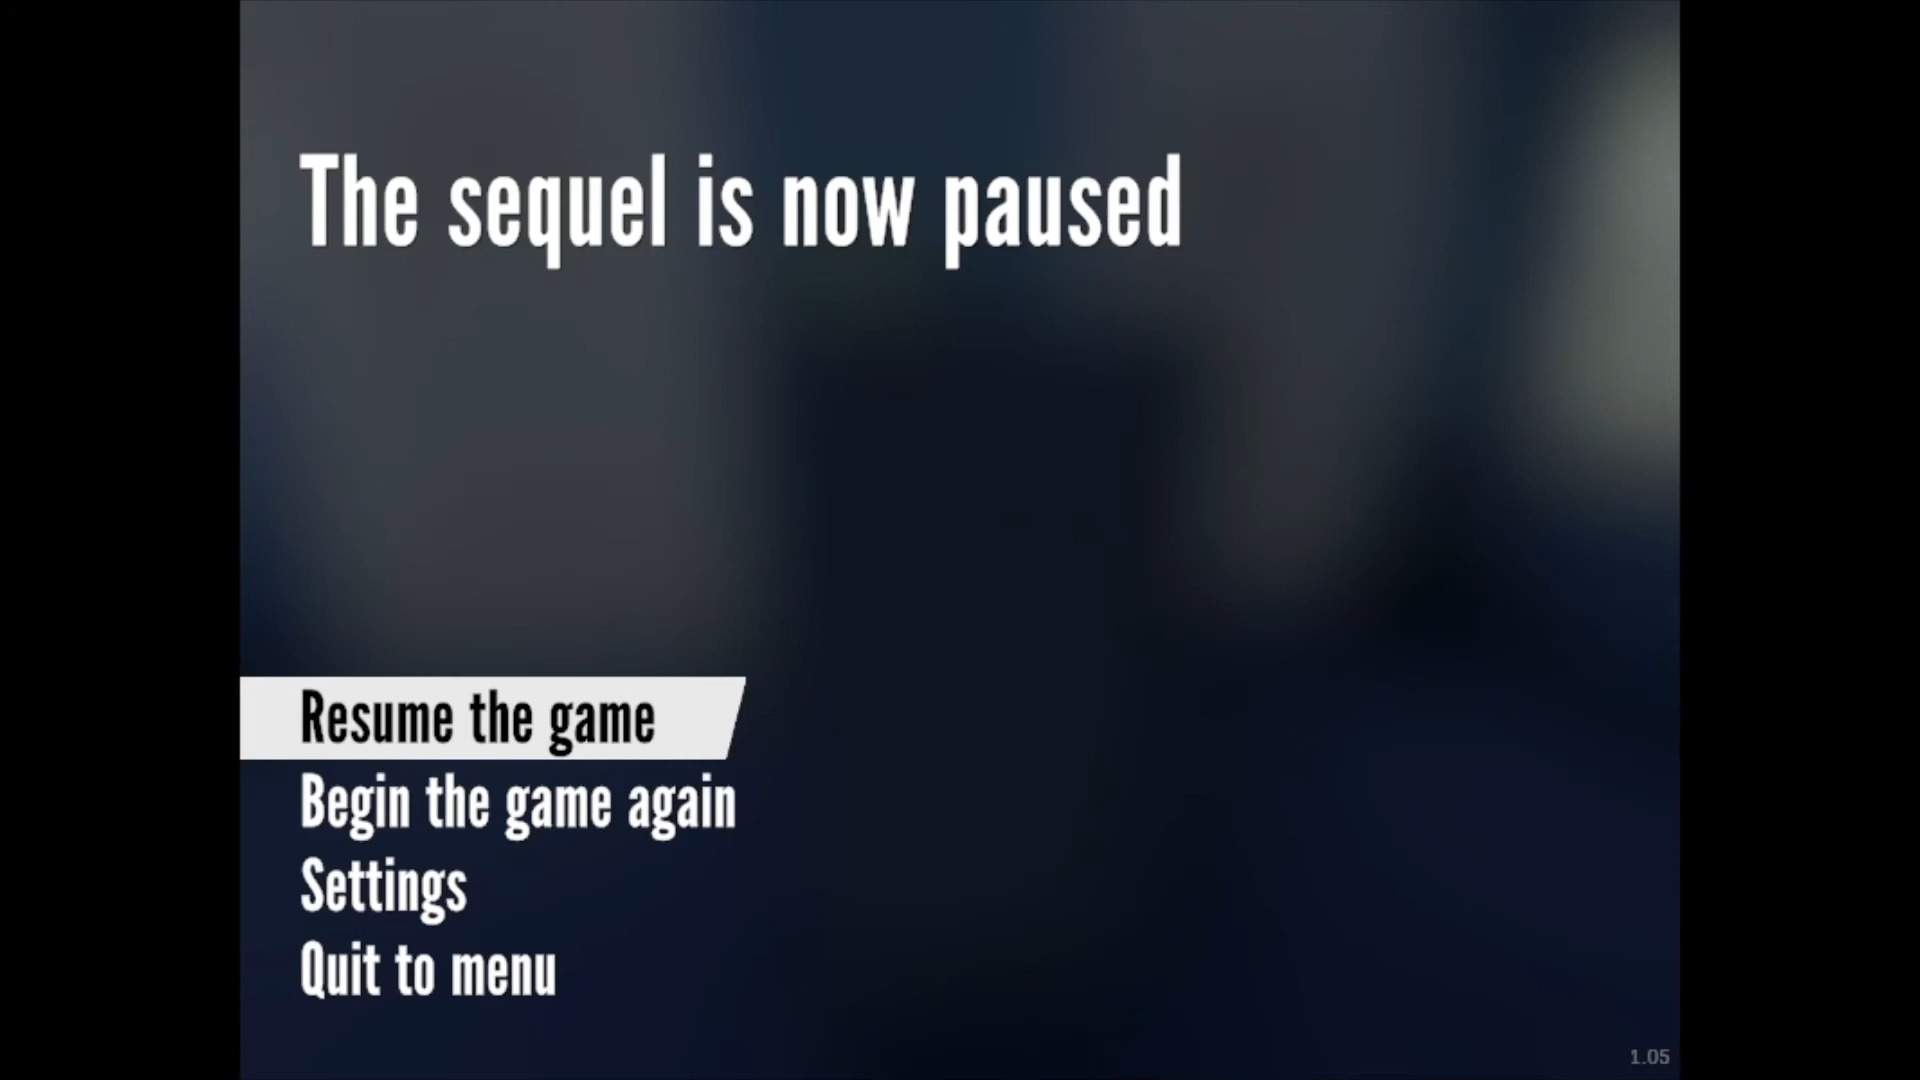 The sequel is now paused
Resume the game
Begin the game again
Settings
Quit to menu
1.05